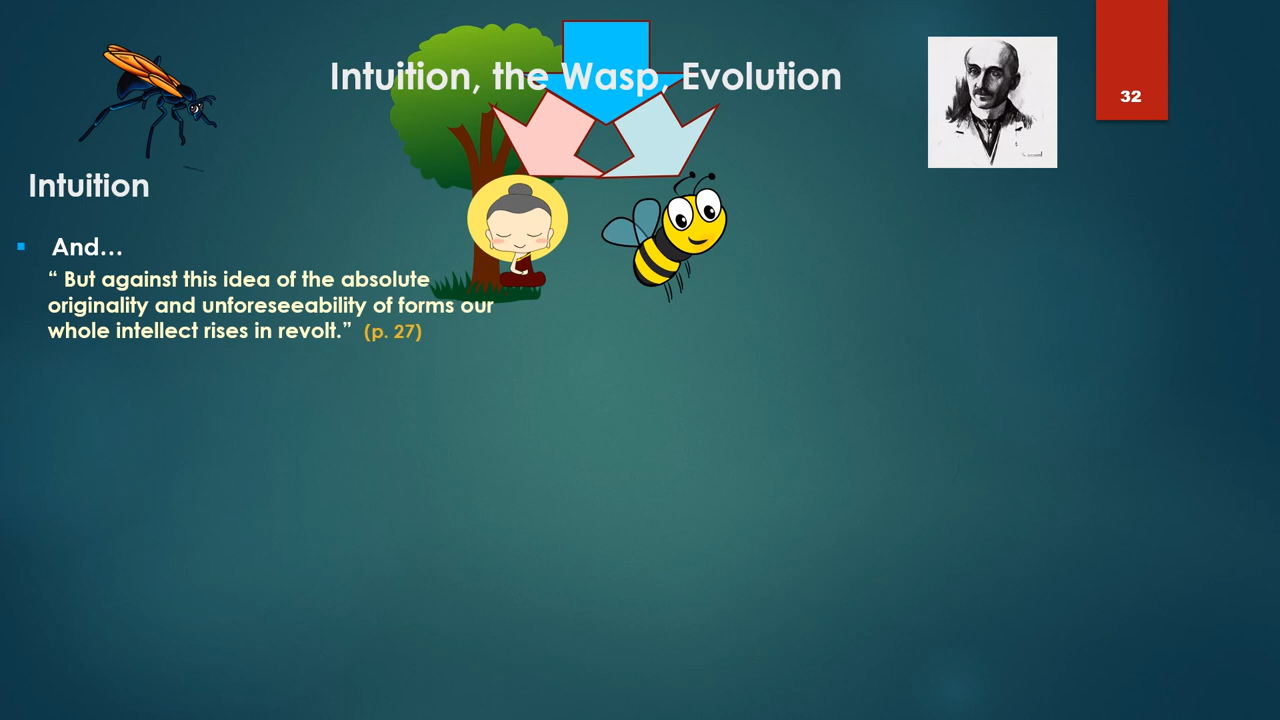 Intuition, the Wasp, Evolution
32
Intuition
And…
“ But against this idea of the absolute
originality and unforeseeability of forms our
whole intellect rises in revolt.” (p. 27)